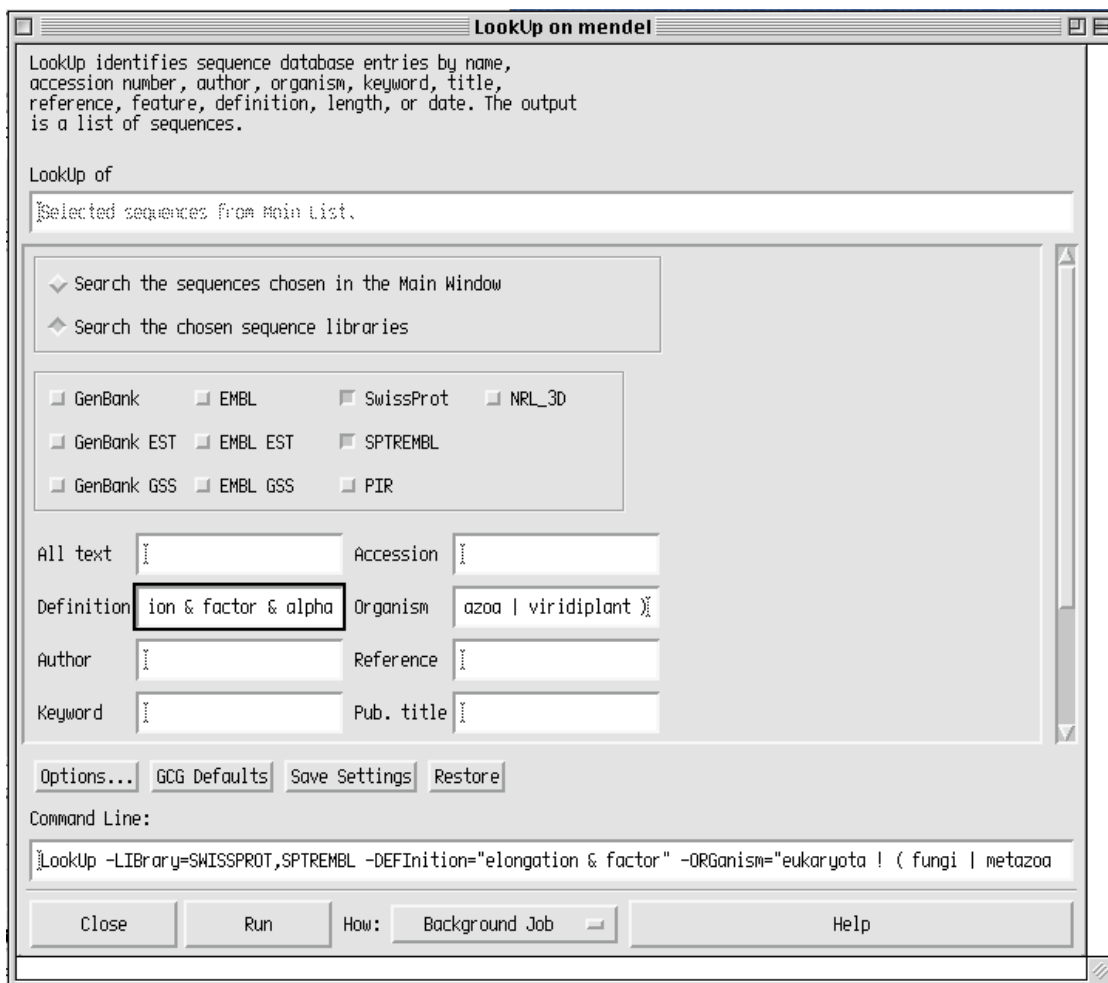 LookUp on mendel
LookUp identifies sequence database entries by name,
accession number, author, organism, keyword, title,
reference, feature, definition, length, or date. The output
is a list of sequences.
LookUp of
Selected sequences from Main List.
Search the sequences chosen in the Main Window
Search the chosen sequence libraries
GenBank EMBL SwissProt NRL_3D
GenBank EST EMBL EST SPTREMBL
GenBank GSS EMBL GSS PIR
All text Accession
Definition ion & factor & alpha Organism azoa | viridiplant )
Author Reference
Keyword Pub. title
Options... GCG Defaults Save Settings Restore
Command Line:
LookUp -LIBrary=SWISSPROT,SPTREMBL -DEFInition="elongation & factor" -ORGanism="eukaryota ! ( fungi | metazoa
Close Run How: Background Job Help